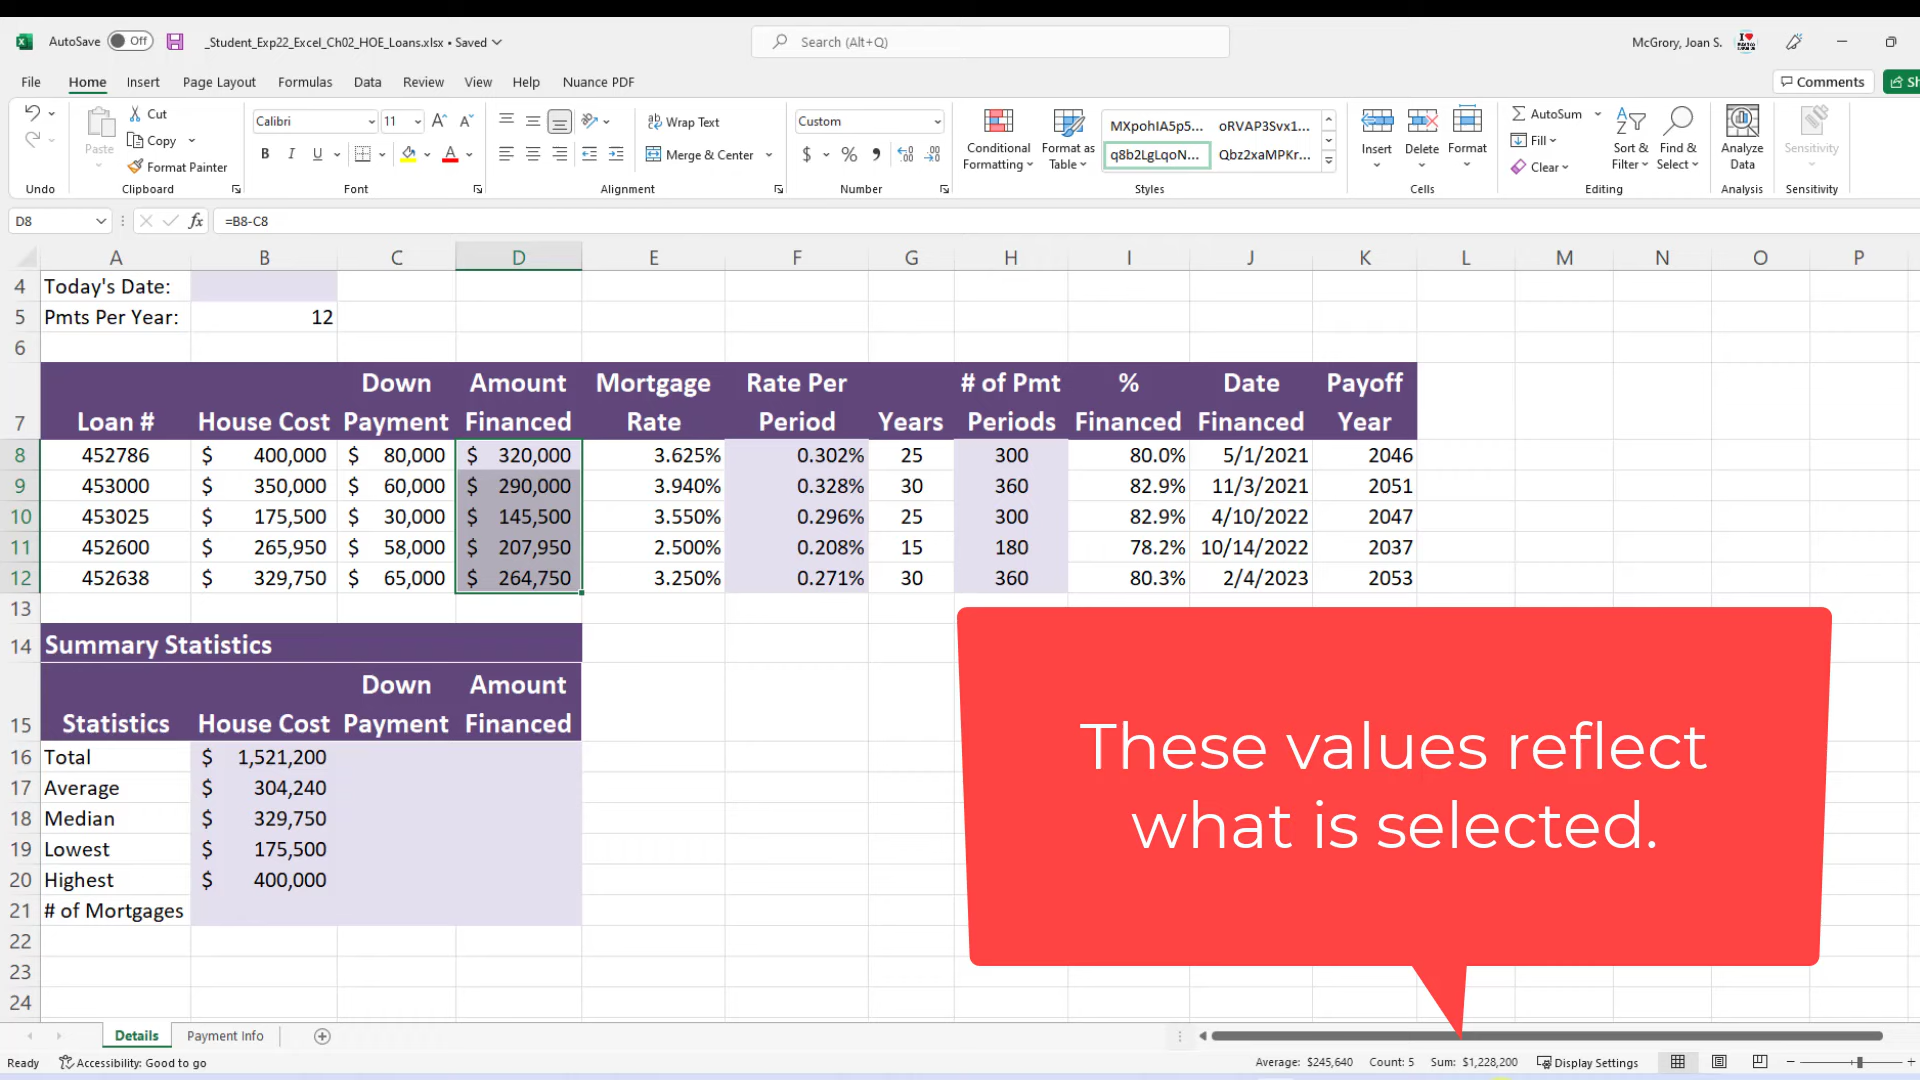 AutoSave Off _Student_Exp22_Excel_Ch02_HOE_Loans.xlsx • Saved Search (Alt+Q) McGrory, Joan S.
File Home Insert Page Layout Formulas Data Review View Help Nuance PDF Comments Sh
Cut Calibri 11 Wrap Text Custom MXpohIA5p5... oRVAP3Svx1... AutoSum
Paste Copy Conditional Formatting Format as Table q8b2LgLqoN... Qbz2xaMPKr... Insert Delete Format Fill Sort & Filter Find & Select Analyze Data Sensitivity
Format Painter B I U A Merge & Center $ % Clear
Undo Clipboard Font Alignment Number Styles Cells Editing Analysis Sensitivity
D8 fx =B8-C8
A B C D E F G H I J K L M N O P
4 Today's Date:
5 Pmts Per Year: 12
6
Down Amount Mortgage Rate Per # of Pmt % Date Payoff
7 Loan # House Cost Payment Financed Rate Period Years Periods Financed Financed Year
8 452786 $ 400,000 $ 80,000 $ 320,000 3.625% 0.302% 25 300 80.0% 5/1/2021 2046
9 453000 $ 350,000 $ 60,000 $ 290,000 3.940% 0.328% 30 360 82.9% 11/3/2021 2051
10 453025 $ 175,500 $ 30,000 $ 145,500 3.550% 0.296% 25 300 82.9% 4/10/2022 2047
11 452600 $ 265,950 $ 58,000 $ 207,950 2.500% 0.208% 15 180 78.2% 10/14/2022 2037
12 452638 $ 329,750 $ 65,000 $ 264,750 3.250% 0.271% 30 360 80.3% 2/4/2023 2053
13
14 Summary Statistics
Down Amount
15 Statistics House Cost Payment Financed
16 Total $ 1,521,200
17 Average $ 304,240
18 Median $ 329,750
19 Lowest $ 175,500
20 Highest $ 400,000
21 # of Mortgages
22
23
24
These values reflect
what is selected.
Details Payment Info
Ready Accessibility: Good to go Average: $245,640 Count: 5 Sum: $1,228,200 Display Settings